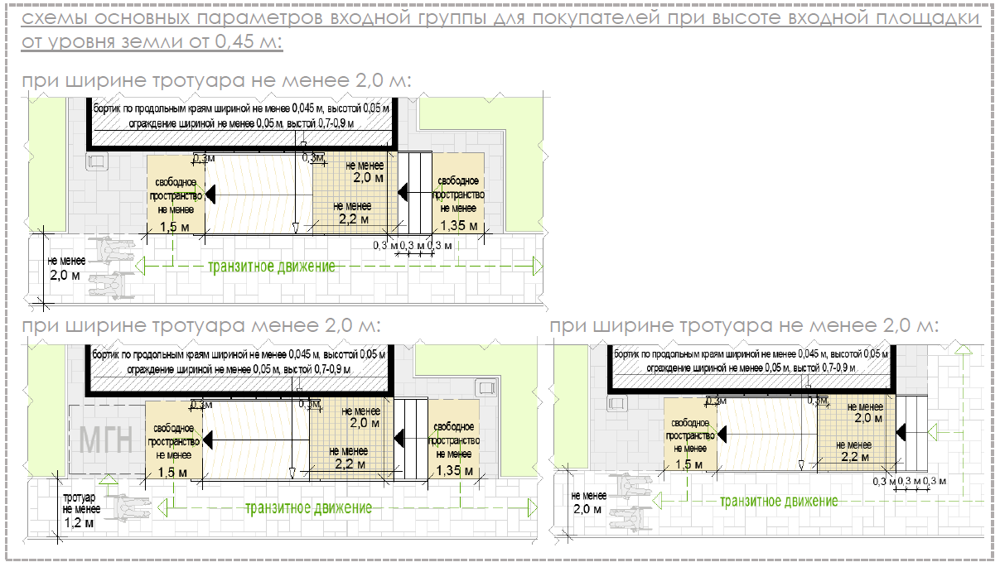 схемы основных параметров входной группы для покупателей при высоте входной площадки
от уровня земли от 0,45 м:
при ширине тротуара не менее 2,0 м:
бортик по продольным краям шириной не менее 0,045 м, высотой 0,05 м
ограждение шириной не менее 0,05 м, выстой 0,7-0,9 м
0,3м
0,3м
свободное
пространство
не менее
1,5 м
не менее
2,0 м
не менее
2,2 м
свободное
пространство
не менее
1,35 м
0,3 м 0,3 м 0,3 м
не менее
2,0 м
транзитное движение
при ширине тротуара менее 2,0 м:
бортик по продольным краям шириной не менее 0,045 м, высотой 0,05 м
ограждение шириной не менее 0,05 м, выстой 0,7-0,9 м
0,3м
0,3м
МГН
свободное
пространство
не менее
1,5 м
не менее
2,0 м
не менее
2,2 м
свободное
пространство
не менее
1,35 м
тротуар
не менее
1,2 м
транзитное движение
при ширине тротуара не менее 2,0 м:
бортик по продольным краям шириной не менее 0,045 м, высотой 0,05 м
ограждение шириной не менее 0,05 м, выстой 0,7-0,9 м
0,3м
0,3м
свободное
пространство
не менее
1,5 м
не менее
2,0 м
не менее
2,2 м
0,3 м 0,3 м 0,3 м
не менее
2,0 м
транзитное движение